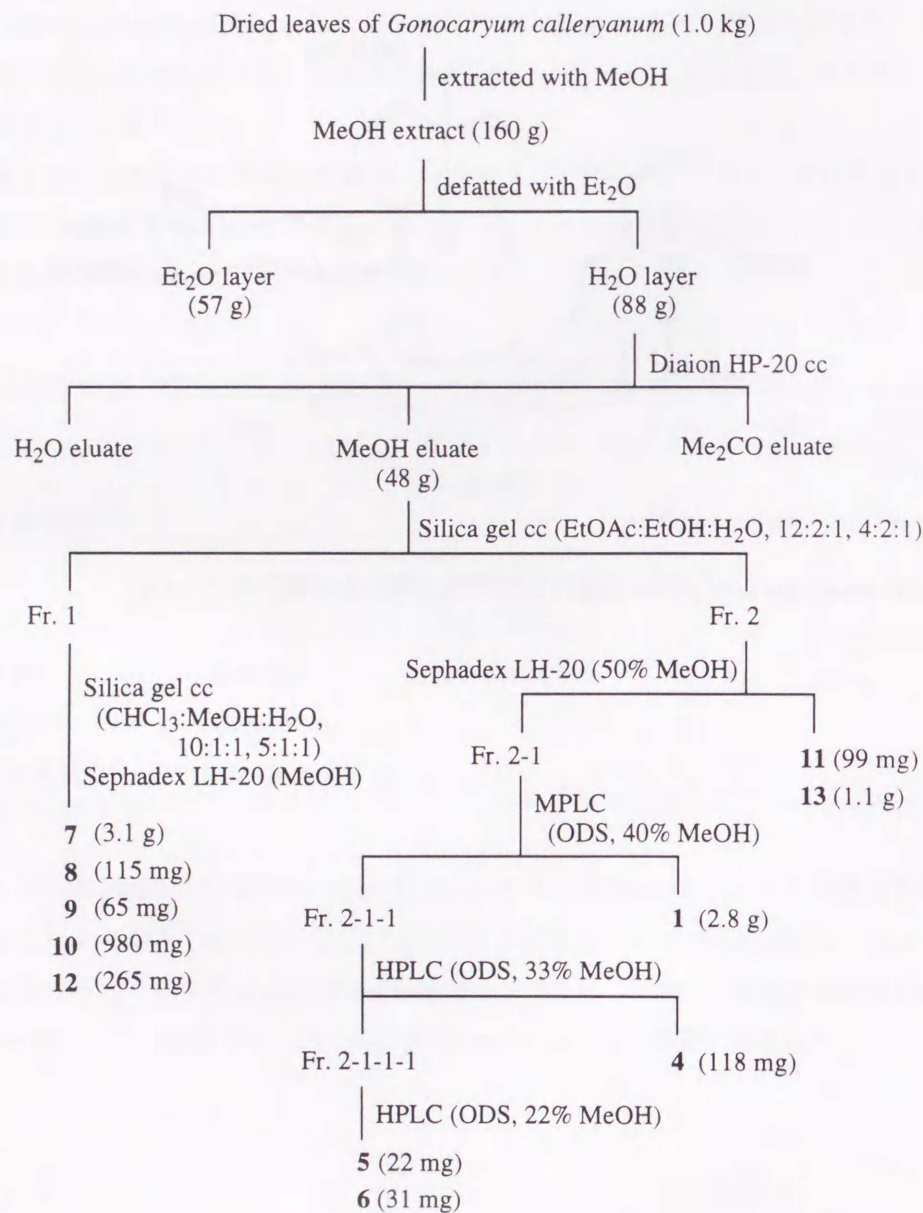 Dried leaves of Gonocaryum calleryanum (1.0 kg)
extracted with MeOH
MeOH extract (160 g)
defatted with Et2O
Et2O layer
(57 g)
H2O layer
(88 g)
Diaion HP-20 cc
H2O eluate
MeOH eluate
(48 g)
Me2CO eluate
Silica gel cc (EtOAc:EtOH:H2O, 12:2:1, 4:2:1)
Fr. 1
Fr. 2
Silica gel cc
(CHCl3:MeOH:H2O,
10:1:1, 5:1:1)
Sephadex LH-20 (MeOH)
7 (3.1 g)
8 (115 mg)
9 (65 mg)
10 (980 mg)
12 (265 mg)
Sephadex LH-20 (50% MeOH)
Fr. 2-1
11 (99 mg)
13 (1.1 g)
MPLC
(ODS, 40% MeOH)
Fr. 2-1-1
1 (2.8 g)
HPLC (ODS, 33% MeOH)
Fr. 2-1-1-1
4 (118 mg)
HPLC (ODS, 22% MeOH)
5 (22 mg)
6 (31 mg)